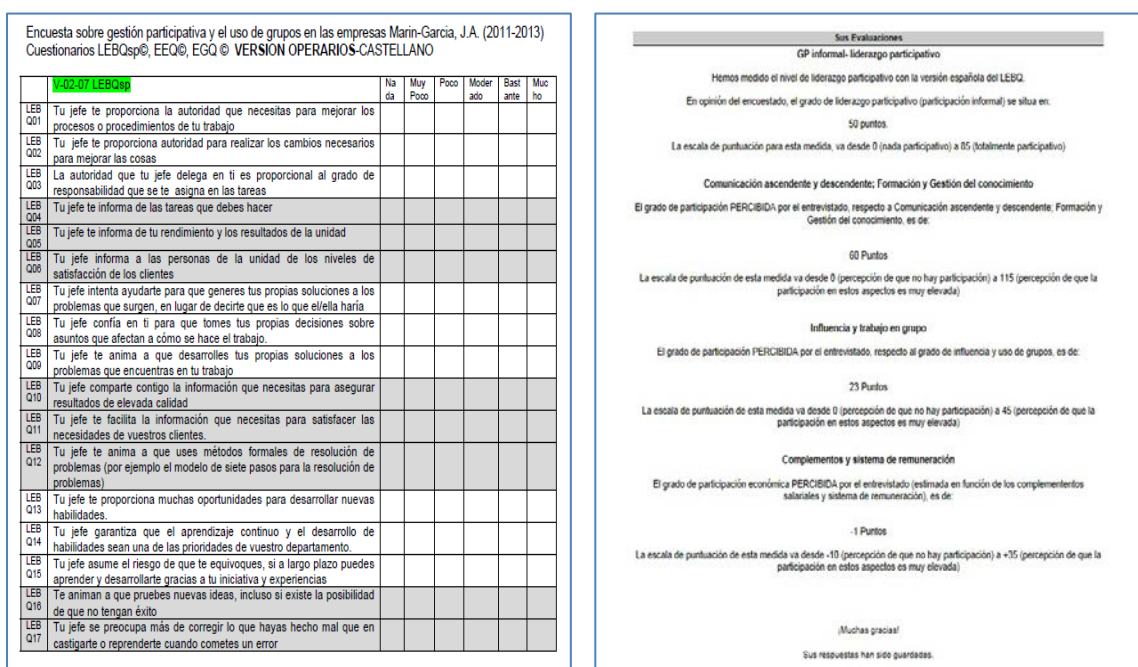 Encuesta sobre gestión participativa y el uso de grupos en las empresas Marin-Garcia, J.A. (2011-2013)
Cuestionarios LEBQsp©, EEQ©, EGQ © VERSION OPERARIOS-CASTELLANO
V-02-07 LEBQsp
Na da
Muy Poco
Poco
Moder ado
Bast ante
Muc ho
LEB Q01 Tu jefe te proporciona la autoridad que necesitas para mejorar los
procesos o procedimientos de tu trabajo
LEB Q02 Tu jefe te proporciona autoridad para realizar los cambios necesarios
para mejorar las cosas
LEB Q03 La autoridad que tu jefe delega en ti es proporcional al grado de
responsabilidad que se te asigna en las tareas
LEB Q04 Tu jefe te informa de las tareas que debes hacer
LEB Q05 Tu jefe te informa de tu rendimiento y los resultados de la unidad
LEB Q06 Tu jefe informa a las personas de la unidad de los niveles de
satisfacción de los clientes
LEB Q07 Tu jefe intenta ayudarte para que generes tus propias soluciones a los
problemas que surgen, en lugar de decirte que es lo que el/ella haría
LEB Q08 Tu jefe confía en ti para que tomes tus propias decisiones sobre
asuntos que afectan a cómo se hace el trabajo.
LEB Q09 Tu jefe te anima a que desarrolles tus propias soluciones a los
problemas que encuentras en tu trabajo
LEB Q10 Tu jefe comparte contigo la información que necesitas para asegurar
resultados de elevada calidad
LEB Q11 Tu jefe te facilita la información que necesitas para satisfacer las
necesidades de vuestros clientes.
LEB Q12 Tu jefe te anima a que uses métodos formales de resolución de
problemas (por ejemplo el modelo de siete pasos para la resolución de
problemas)
LEB Q13 Tu jefe te proporciona muchas oportunidades para desarrollar nuevas
habilidades.
LEB Q14 Tu jefe garantiza que el aprendizaje continuo y el desarrollo de
habilidades sean una de las prioridades de vuestro departamento.
LEB Q15 Tu jefe asume el riesgo de que te equivoques, si a largo plazo puedes
aprender y desarrollarte gracias a tu iniciativa y experiencias
LEB Q16 Te animan a que pruebes nuevas ideas, incluso si existe la posibilidad
de que no tengan éxito
LEB Q17 Tu jefe se preocupa más de corregir lo que hayas hecho mal que en
castigarte o reprenderte cuando cometes un error
Sus Evaluaciones
GP informal- liderazgo participativo
Hemos medido el nivel de liderazgo participativo con la versión española del LEBQ.
En opinión del encuestado, el grado de liderazgo participativo (participación informal) se situa en:
50 puntos.
La escala de puntuación para esta medida, va desde 0 (nada participativo) a 85 (totalmente participativo)
Comunicación ascendente y descendente; Formación y Gestión del conocimiento
El grado de participación PERCIBIDA por el entrevistado, respecto a Comunicación ascendente y descendente; Formación y
Gestión del conocimiento, es de:
60 Puntos
La escala de puntuación de esta medida va desde 0 (percepción de que no hay participación) a 115 (percepción de que la
participación en estos aspectos es muy elevada)
Influencia y trabajo en grupo
El grado de participación PERCIBIDA por el entrevistado, respecto al grado de influencia y uso de grupos, es de:
23 Puntos
La escala de puntuación de esta medida va desde 0 (percepción de que no hay participación) a 45 (percepción de que la
participación en estos aspectos es muy elevada)
Complementos y sistema de remuneración
El grado de participación económica PERCIBIDA por el entrevistado (estimada en función de los complemententos
salariales y sistema de remuneración), es de:
-1 Puntos
La escala de puntuación de esta medida va desde -10 (percepción de que no hay participación) a +35 (percepción de que la
participación en estos aspectos es muy elevada)
¡Muchas gracias!
Sus respuestas han sido guardadas.